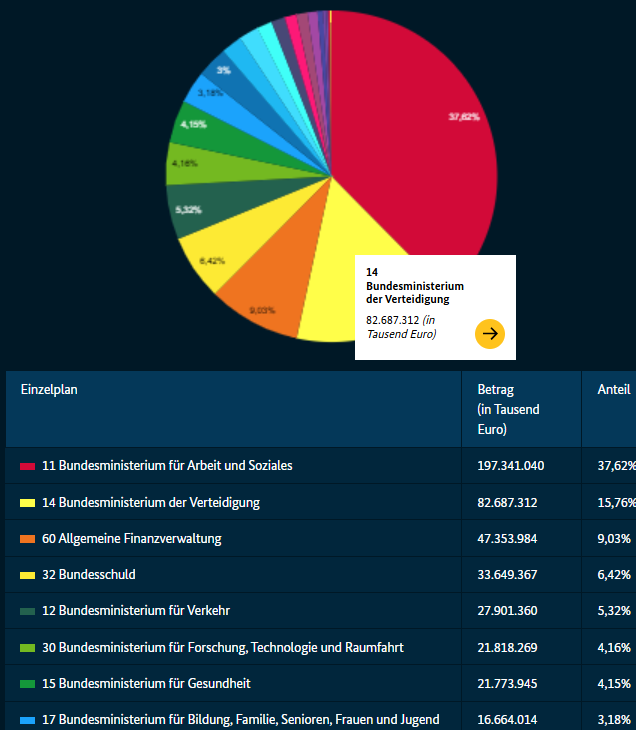 37,62%
3%
3,18%
4,15%
4,16%
5,32%
6,42%
9,03%
14
Bundesministerium
der Verteidigung
82.687.312 (in
Tausend Euro)
Einzelplan
Betrag
(in Tausend
Euro)
Anteil
11 Bundesministerium für Arbeit und Soziales 197.341.040 37,62%
14 Bundesministerium der Verteidigung 82.687.312 15,76%
60 Allgemeine Finanzverwaltung 47.353.984 9,03%
32 Bundesschuld 33.649.367 6,42%
12 Bundesministerium für Verkehr 27.901.360 5,32%
30 Bundesministerium für Forschung, Technologie und Raumfahrt 21.818.269 4,16%
15 Bundesministerium für Gesundheit 21.773.945 4,15%
17 Bundesministerium für Bildung, Familie, Senioren, Frauen und Jugend 16.664.014 3,18%